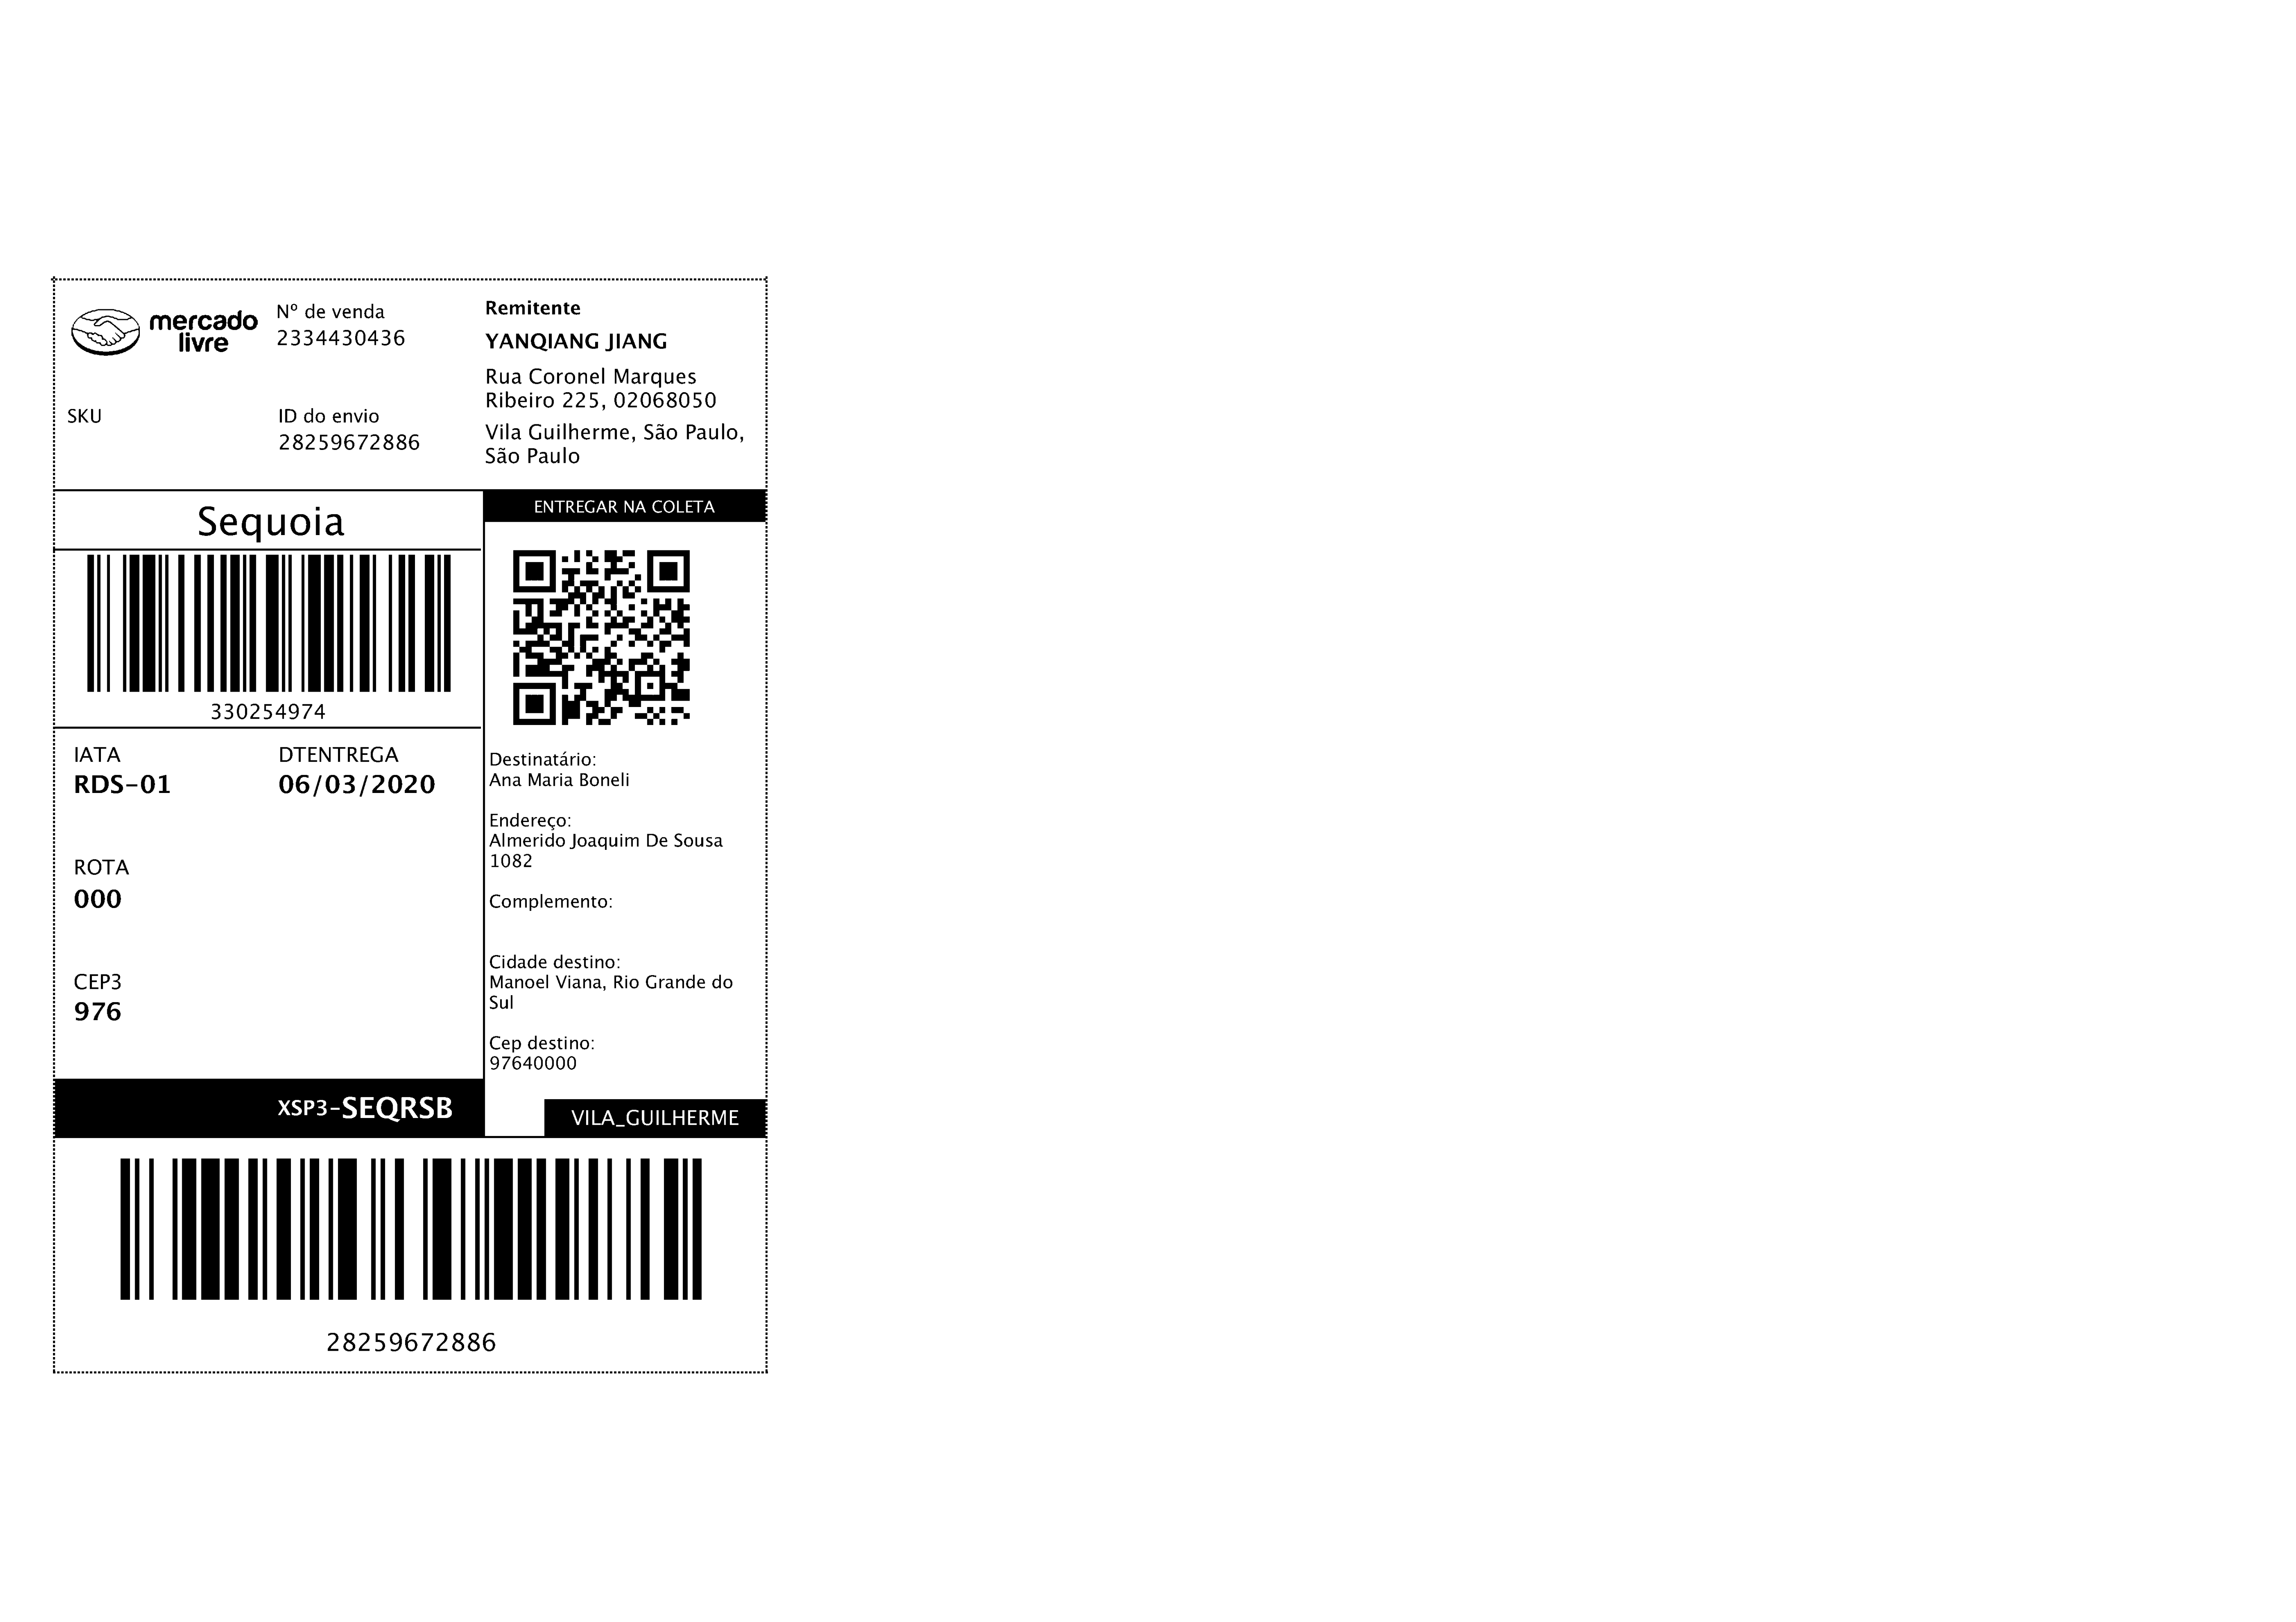 mercado
livre
Nº de venda
2334430436
SKU
ID do envio
28259672886
Remitente
YANQIANG JIANG
Rua Coronel Marques
Ribeiro 225, 02068050
Vila Guilherme, São Paulo,
São Paulo
Sequoia
330254974
IATA
RDS-01
DTENTREGA
06/03/2020
ROTA
000
CEP3
976
XSP3-SEQRSB
ENTREGAR NA COLETA
Destinatário:
Ana Maria Boneli
Endereço:
Almerido Joaquim De Sousa
1082
Complemento:
Cidade destino:
Manoel Viana, Rio Grande do
Sul
Cep destino:
97640000
VILA_GUILHERME
28259672886